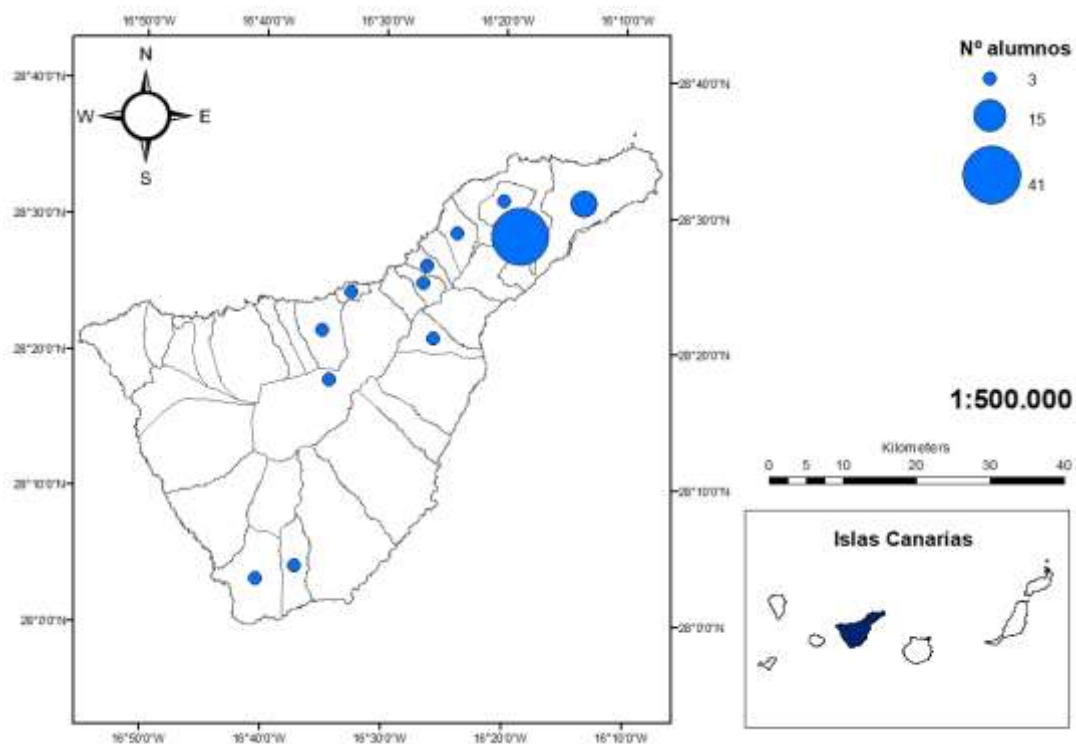 16°50'0"W 16°40'0"W 16°30'0"W 16°20'0"W 16°10'0"W
N
W E
S
28°40'0"N 28°40'0"N
28°30'0"N 28°30'0"N
28°20'0"N 28°20'0"N
28°10'0"N 28°10'0"N
28°0'0"N 28°0'0"N
16°50'0"W 16°40'0"W 16°30'0"W 16°20'0"W 16°10'0"W
Nº alumnos
3
15
41
1:500.000
Kilometers
0 5 10 20 30 40
Islas Canarias